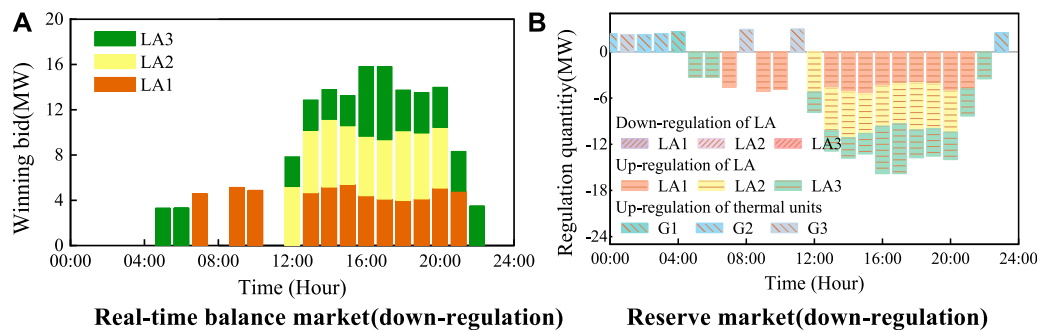 A
16
12
8
4
0
Winning bid(MW)
LA3
LA2
LA1
00:00 04:00 08:00 12:00 16:00 20:00 24:00
Time (Hour)
Real-time balance market(down-regulation)
B
0
-6
-12
-18
-24
Regulation quantitiy(MW)
Down-regulation of LA
LA1 LA2 LA3
Up-regulation of LA
LA1 LA2 LA3
Up-regulation of thermal units
G1 G2 G3
00:00 04:00 08:00 12:00 16:00 20:00 24:00
Time (Hour)
Reserve market(down-regulation)